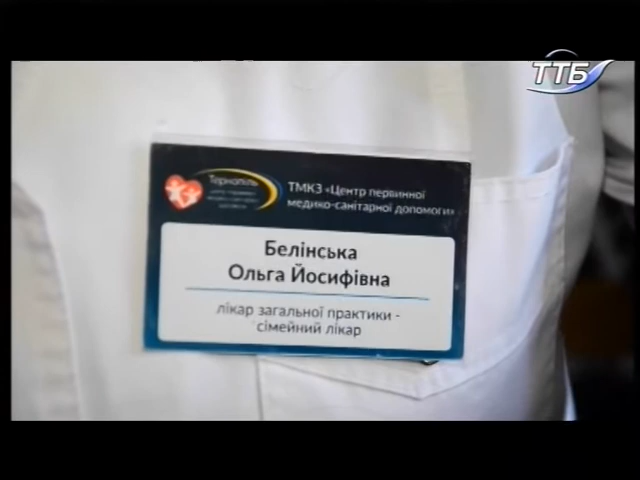 ТТБ
Тернопіль
ТМКЗ «Центр первинної
медико-санітарної допомоги»
Белінська
Ольга Йосифівна
лікар загальної практики -
сімейний лікар